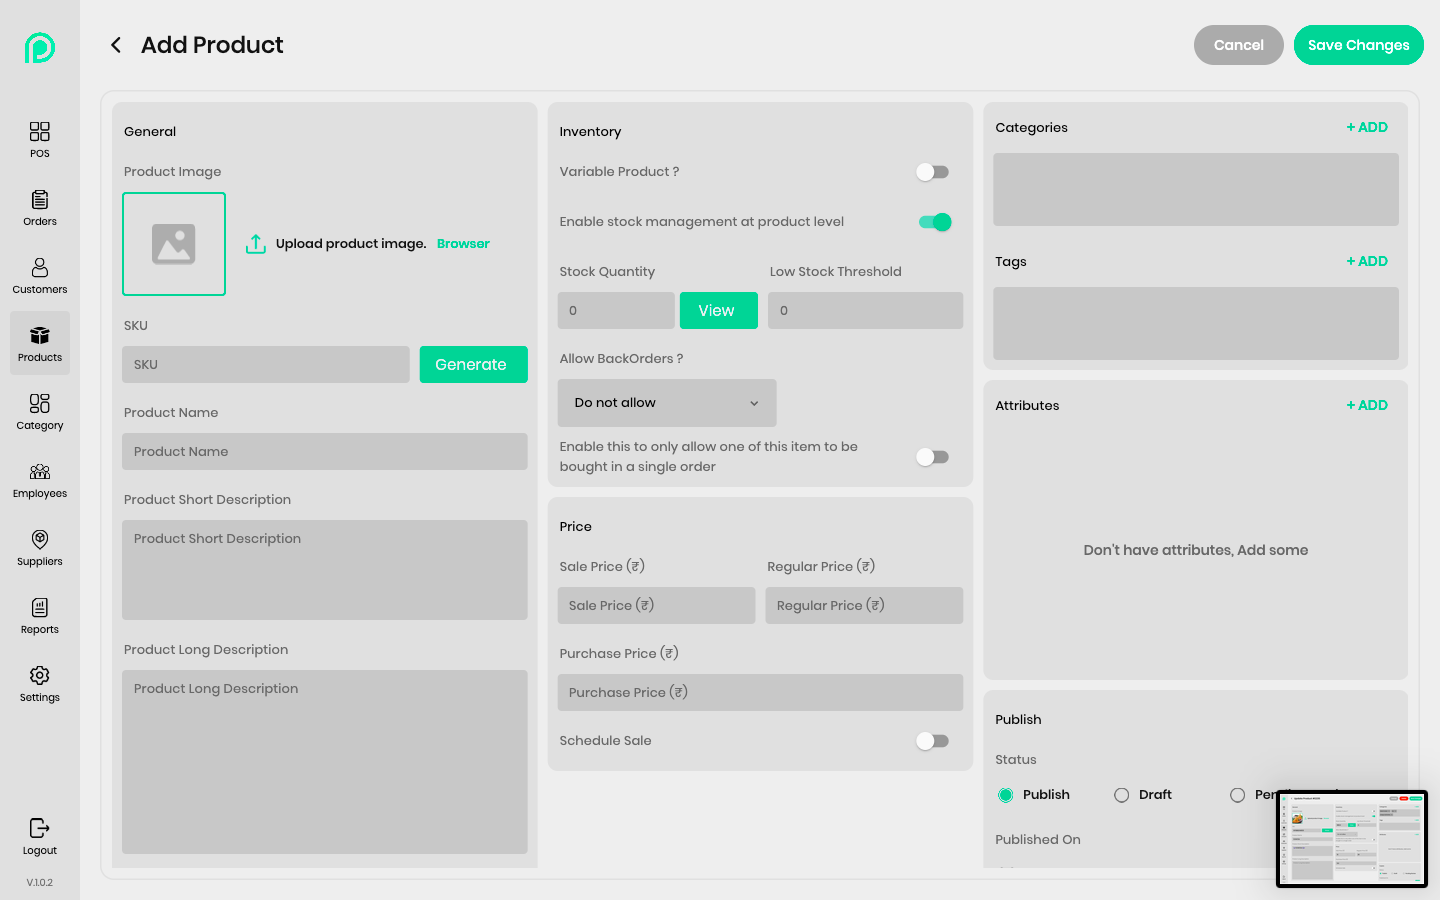 Add Product
Cancel
Save Changes
POS
Orders
Customers
Products
Category
Employees
Suppliers
Reports
Settings
Logout
V.1.0.2
General
Product Image
Upload product image. Browser
SKU
SKU
Generate
Product Name
Product Name
Product Short Description
Product Short Description
Product Long Description
Product Long Description
Inventory
Variable Product ?
Enable stock management at product level
Stock Quantity
Low Stock Threshold
0
View
0
Allow BackOrders ?
Do not allow
Enable this to only allow one of this item to be
bought in a single order
Price
Sale Price (₹)
Regular Price (₹)
Sale Price (₹)
Regular Price (₹)
Purchase Price (₹)
Purchase Price (₹)
Schedule Sale
Categories
+ ADD
Tags
+ ADD
Attributes
+ ADD
Don't have attributes, Add some
Publish
Status
Publish
Draft
Published On